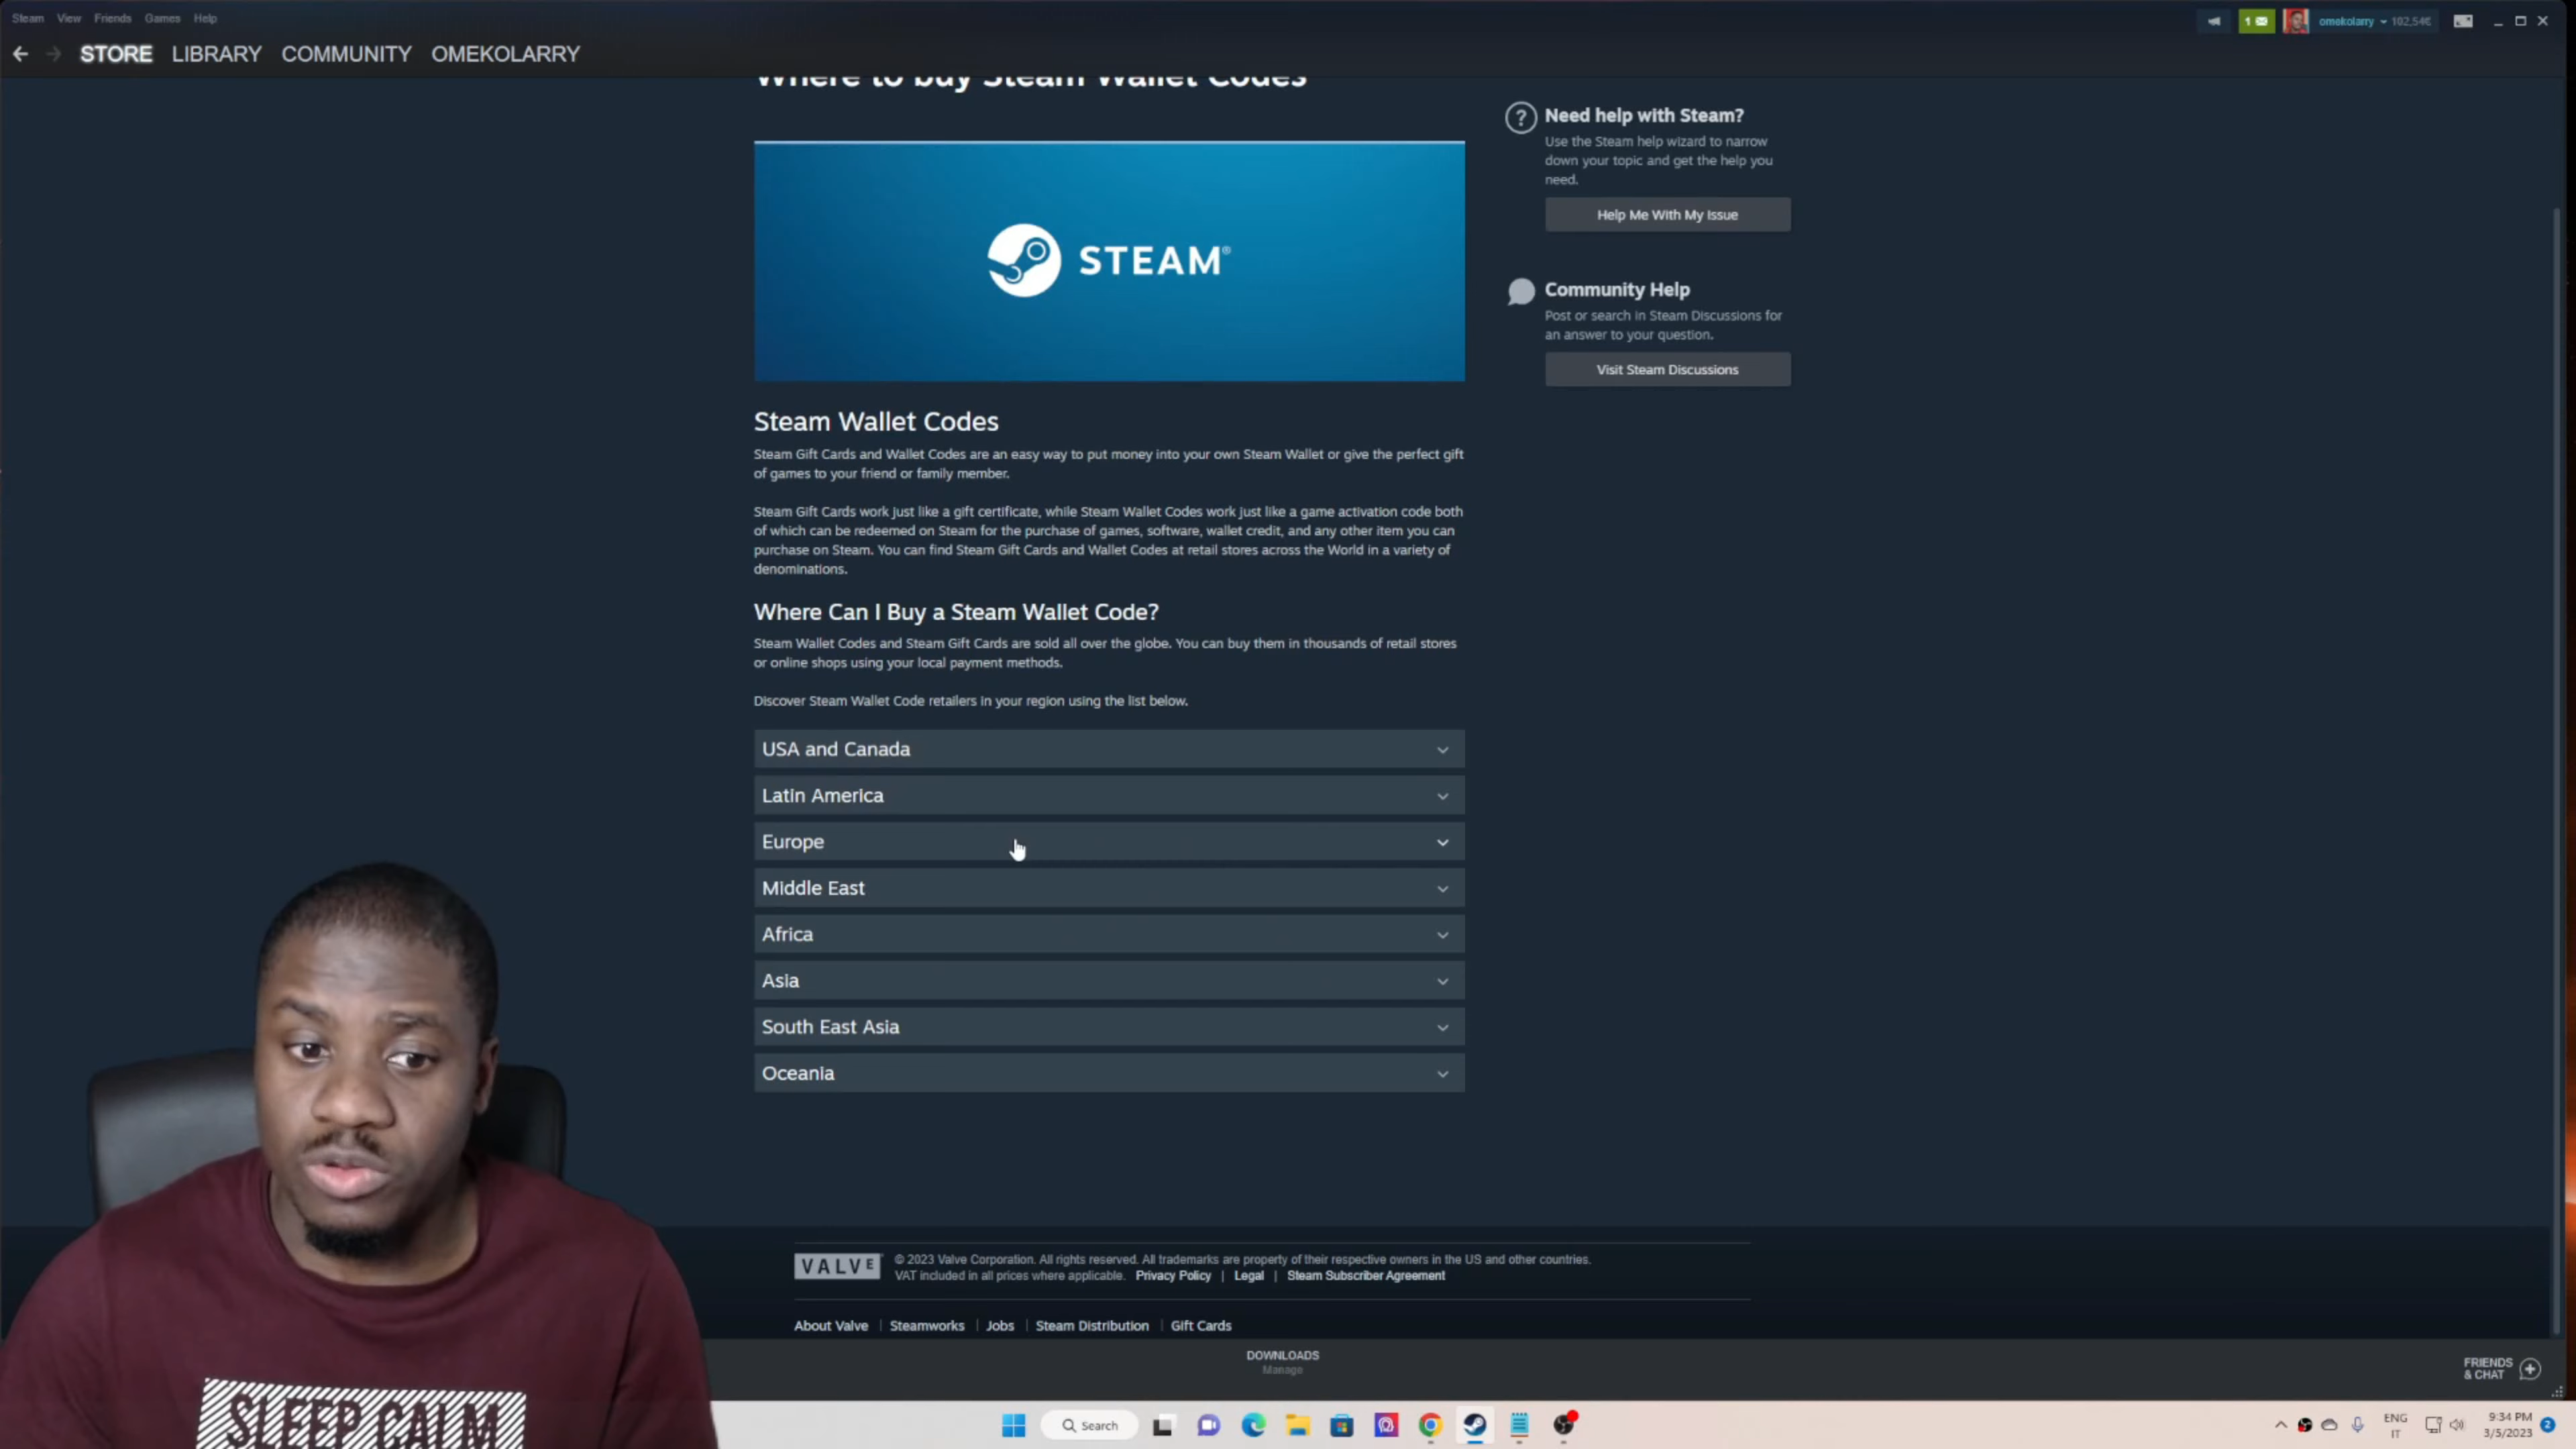 Steam View Friends Games Help
1 omekolarry 102,54€
STORE LIBRARY COMMUNITY OMEKOLARRY
Where to buy Steam Wallet Codes
STEAM®
Need help with Steam?
Use the Steam help wizard to narrow
down your topic and get the help you
need.
Help Me With My Issue
Community Help
Post or search in Steam Discussions for
an answer to your question.
Visit Steam Discussions
Steam Wallet Codes
Steam Gift Cards and Wallet Codes are an easy way to put money into your own Steam Wallet or give the perfect gift
of games to your friend or family member.
Steam Gift Cards work just like a gift certificate, while Steam Wallet Codes work just like a game activation code both
of which can be redeemed on Steam for the purchase of games, software, wallet credit, and any other item you can
purchase on Steam. You can find Steam Gift Cards and Wallet Codes at retail stores across the World in a variety of
denominations.
Where Can I Buy a Steam Wallet Code?
Steam Wallet Codes and Steam Gift Cards are sold all over the globe. You can buy them in thousands of retail stores
or online shops using your local payment methods.
Discover Steam Wallet Code retailers in your region using the list below.
USA and Canada
Latin America
Europe
Middle East
Africa
Asia
South East Asia
Oceania
VALVE © 2023 Valve Corporation. All rights reserved. All trademarks are property of their respective owners in the US and other countries.
VAT included in all prices where applicable. Privacy Policy | Legal | Steam Subscriber Agreement
About Valve | Steamworks | Jobs | Steam Distribution | Gift Cards
DOWNLOADS
Manage
FRIENDS
& CHAT
SLEEP CALM
Search
ENG
IT
9:34 PM
3/5/2023
2